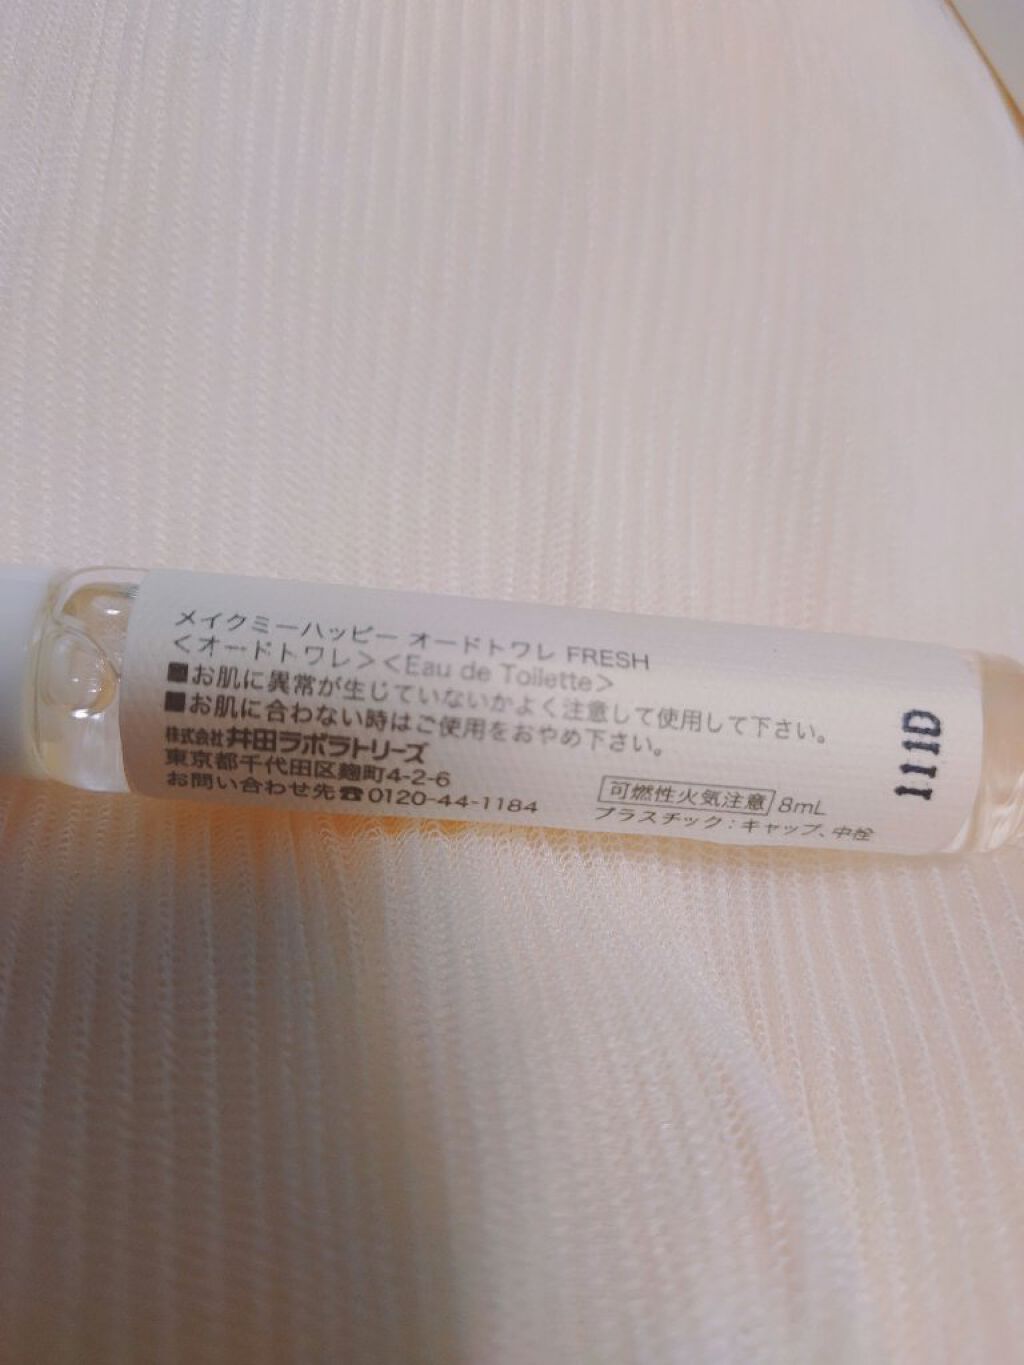 メイクミーハッピー オードトワレ FRESH
＜オードトワレ＞＜Eau de Toilette＞
■お肌に異常が生じていないかよく注意して使用して下さい。
■お肌に合わない時はご使用をおやめ下さい。
株式会社 井田ラボラトリーズ
東京都千代田区麹町4-2-6
お問い合わせ先☎0120-44-1184
可燃性火気注意 8mL
プラスチック：キャップ、中栓
111D